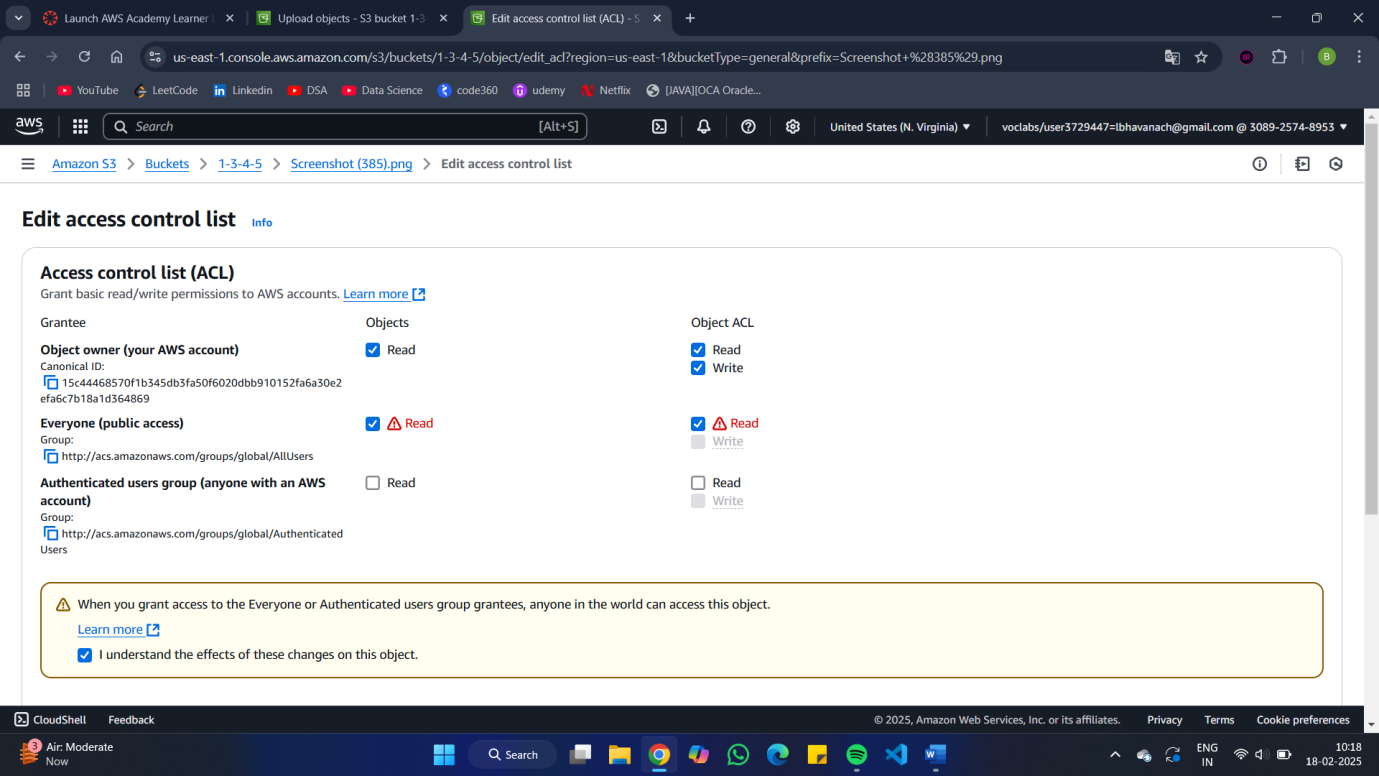 Launch AWS Academy Learner
Upload objects - S3 bucket 1-3
Edit access control list (ACL) - S
us-east-1.console.aws.amazon.com/s3/buckets/1-3-4-5/object/edit_acl?region=us-east-1&bucketType=general&prefix=Screenshot+%28385%29.png
B
YouTube
LeetCode
Linkedin
DSA
Data Science
code360
udemy
Netflix
[JAVA][OCA Oracle...
aws
Search
[Alt+S]
United States (N. Virginia)
voclabs/user3729447=lbhavanach@gmail.com @ 3089-2574-8953
Amazon S3
Buckets
1-3-4-5
Screenshot (385).png
Edit access control list
Edit access control list
Info
Access control list (ACL)
Grant basic read/write permissions to AWS accounts. Learn more
Grantee
Objects
Object ACL
Object owner (your AWS account)
Read
Read
Canonical ID:
Write
15c44468570f1b345db3fa50f6020dbb910152fa6a30e2
efa6c7b18a1d364869
Everyone (public access)
Read
Read
Group:
Write
http://acs.amazonaws.com/groups/global/AllUsers
Authenticated users group (anyone with an AWS
account)
Read
Read
Write
Group:
http://acs.amazonaws.com/groups/global/Authenticated
Users
When you grant access to the Everyone or Authenticated users group grantees, anyone in the world can access this object.
Learn more
I understand the effects of these changes on this object.
CloudShell
Feedback
© 2025, Amazon Web Services, Inc. or its affiliates.
Privacy
Terms
Cookie preferences
3
Air: Moderate
Now
Search
ENG
IN
10:18
18-02-2025